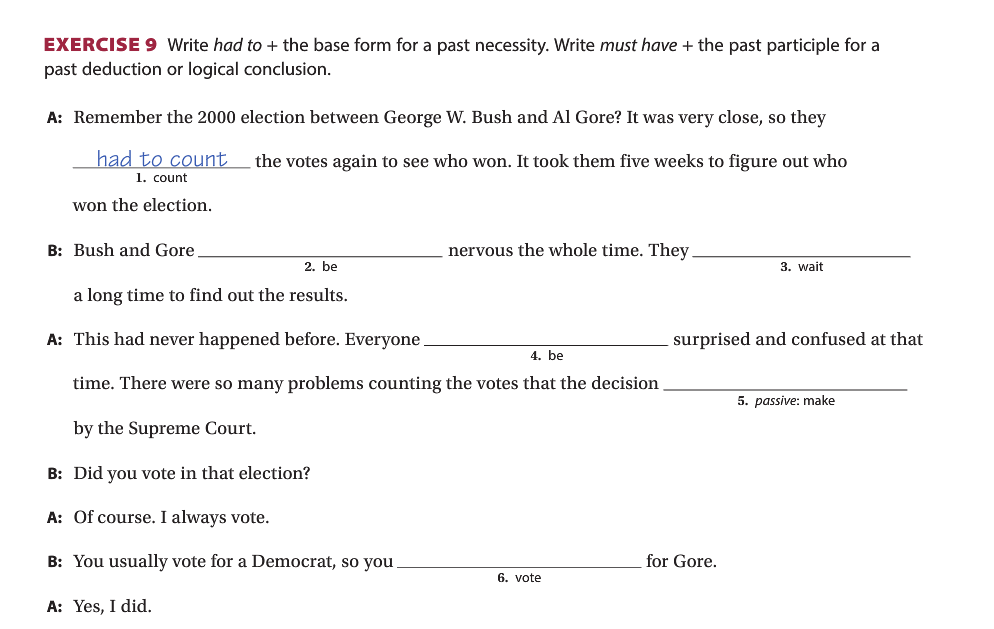 EXERCISE 9 Write had to + the base form for a past necessity. Write must have + the past participle for a
past deduction or logical conclusion.
A: Remember the 2000 election between George W. Bush and Al Gore? It was very close, so they
had to count the votes again to see who won. It took them five weeks to figure out who
1. count
won the election.
B: Bush and Gore nervous the whole time. They
2. be 3. wait
a long time to find out the results.
A: This had never happened before. Everyone surprised and confused at that
4. be
time. There were so many problems counting the votes that the decision
5. passive: make
by the Supreme Court.
B: Did you vote in that election?
A: Of course. I always vote.
B: You usually vote for a Democrat, so you for Gore.
6. vote
A: Yes, I did.